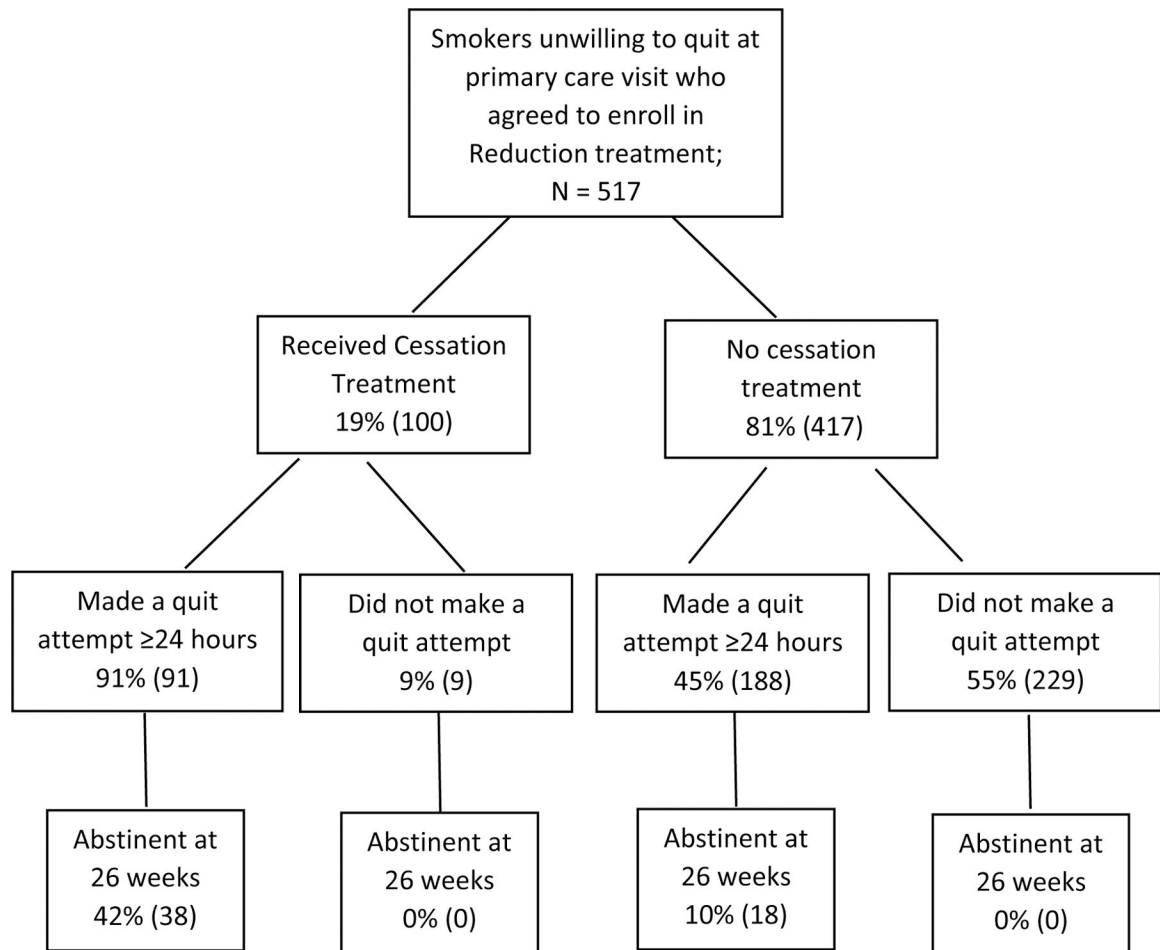 Smokers unwilling to quit at
primary care visit who
agreed to enroll in
Reduction treatment;
N = 517
Received Cessation
Treatment
19% (100)
No cessation
treatment
81% (417)
Made a quit
attempt ≥24 hours
91% (91)
Did not make a
quit attempt
9% (9)
Made a quit
attempt ≥24 hours
45% (188)
Did not make a
quit attempt
55% (229)
Abstinent at
26 weeks
42% (38)
Abstinent at
26 weeks
0% (0)
Abstinent at
26 weeks
10% (18)
Abstinent at
26 weeks
0% (0)